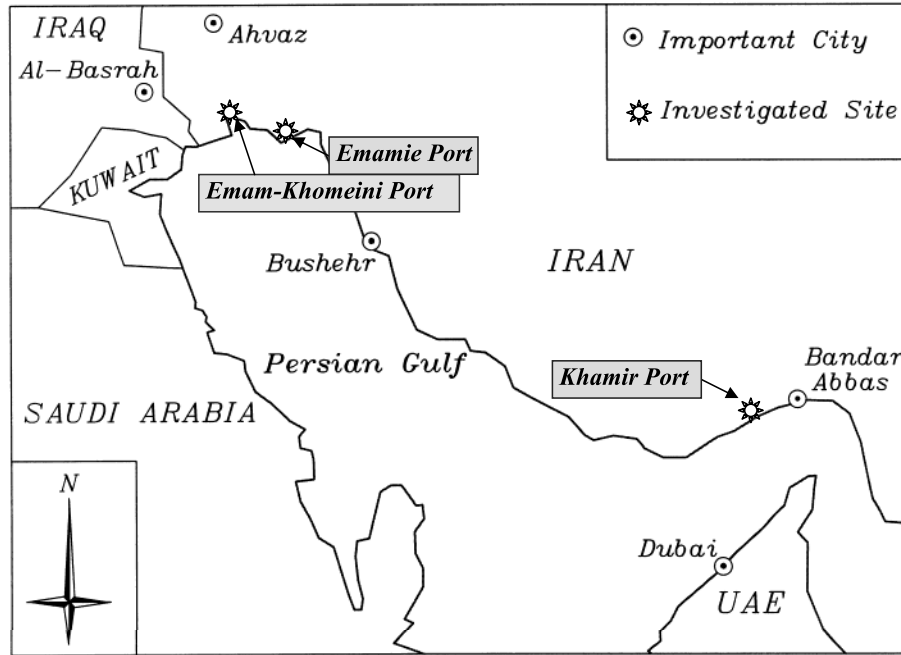 IRAQ
Ahvaz
Al-Basrah
Important City
Investigated Site
Emamie Port
KUWAIT
Emam-Khomeini Port
Bushehr
IRAN
Persian Gulf
Khamir Port
Bandar
Abbas
SAUDI ARABIA
N
Dubai
UAE